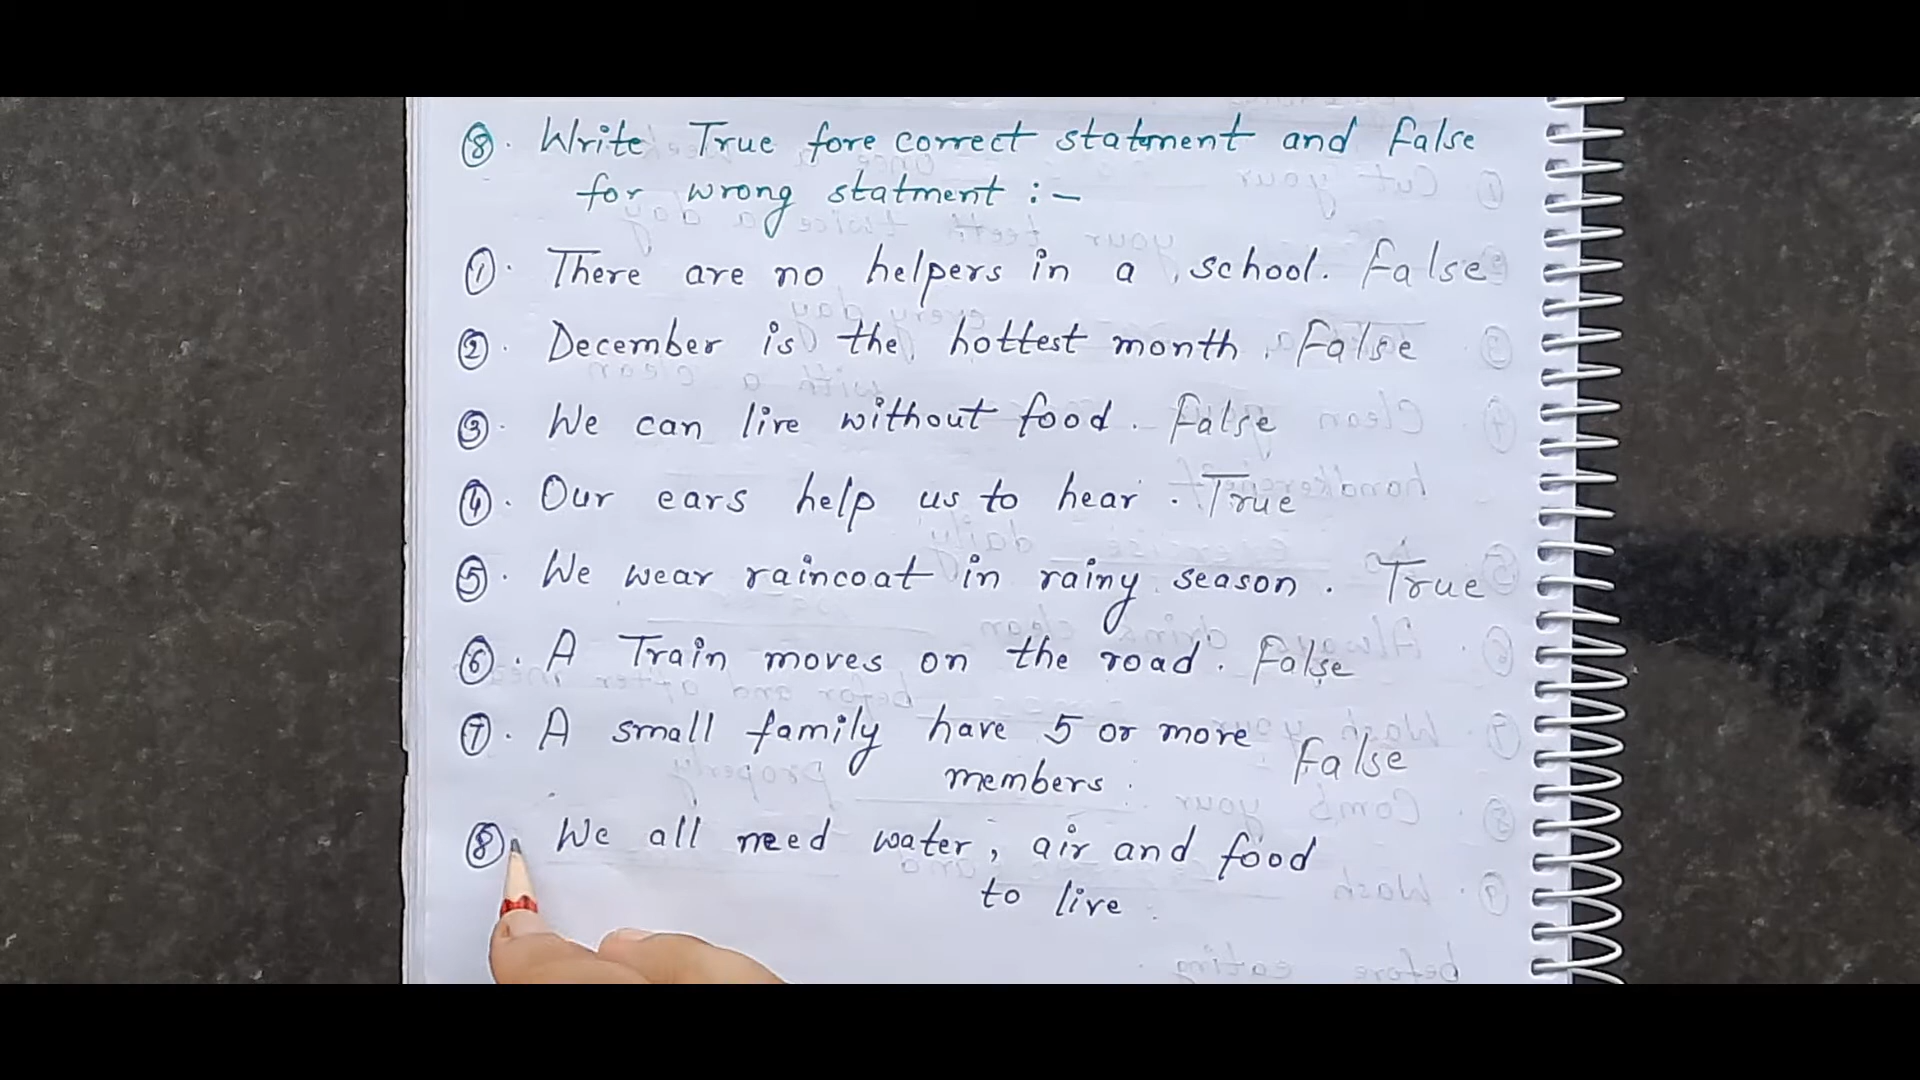 8. Write True fore correct statment and false
for wrong statment :-
1. There are no helpers in a school. False
2. December is the hottest month. False
3. We can live without food. False
4. Our ears help us to hear. True
5. We wear raincoat in rainy season. True
6. A Train moves on the road. False
7. A small family have 5 or more False
members.
8. We all need water, air and food
to live.